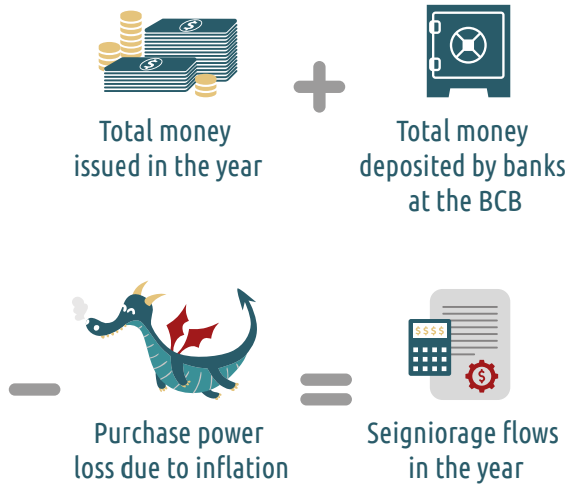 Total money
issued in the year
+
Total money
deposited by banks
at the BCB
−
Purchase power
loss due to inflation
=
$$$$
$
Seigniorage flows
in the year